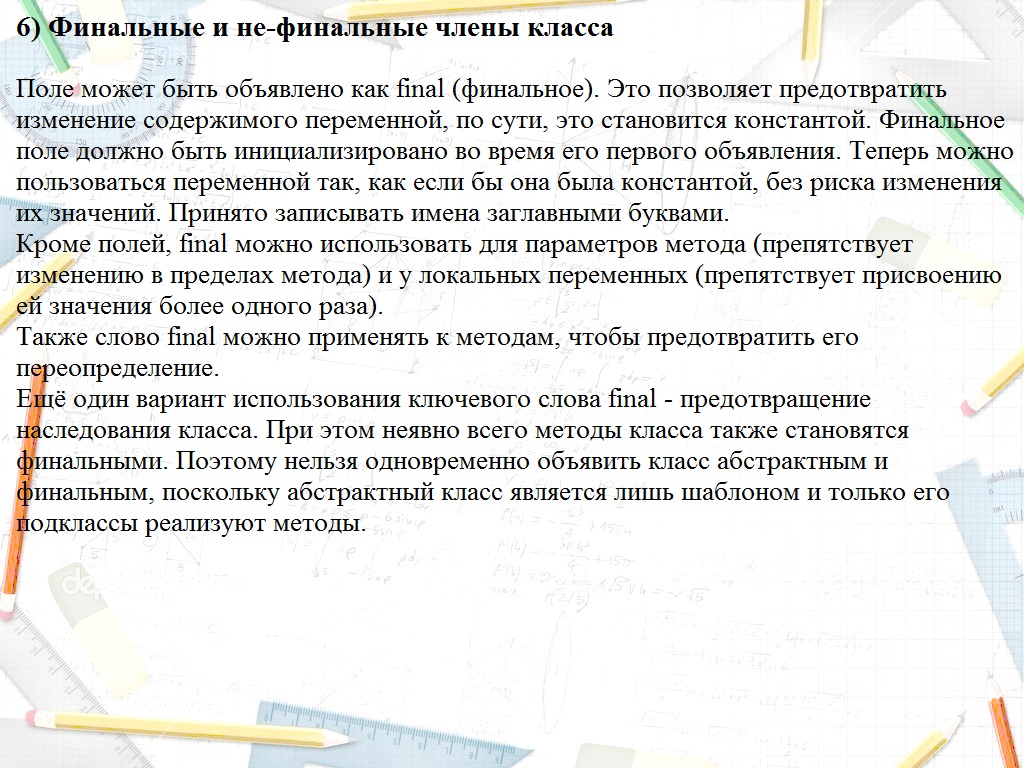 6) Финальные и не-финальные члены класса
Поле может быть объявлено как final (финальное). Это позволяет предотвратить
изменение содержимого переменной, по сути, это становится константой. Финальное
поле должно быть инициализировано во время его первого объявления. Теперь можно
пользоваться переменной так, как если бы она была константой, без риска изменения
их значений. Принято записывать имена заглавными буквами.
Кроме полей, final можно использовать для параметров метода (препятствует
изменению в пределах метода) и у локальных переменных (препятствует присвоению
ей значения более одного раза).
Также слово final можно применять к методам, чтобы предотвратить его
переопределение.
Ещё один вариант использования ключевого слова final - предотвращение
наследования класса. При этом неявно всего методы класса также становятся
финальными. Поэтому нельзя одновременно объявить класс абстрактным и
финальным, поскольку абстрактный класс является лишь шаблоном и только его
подклассы реализуют методы.